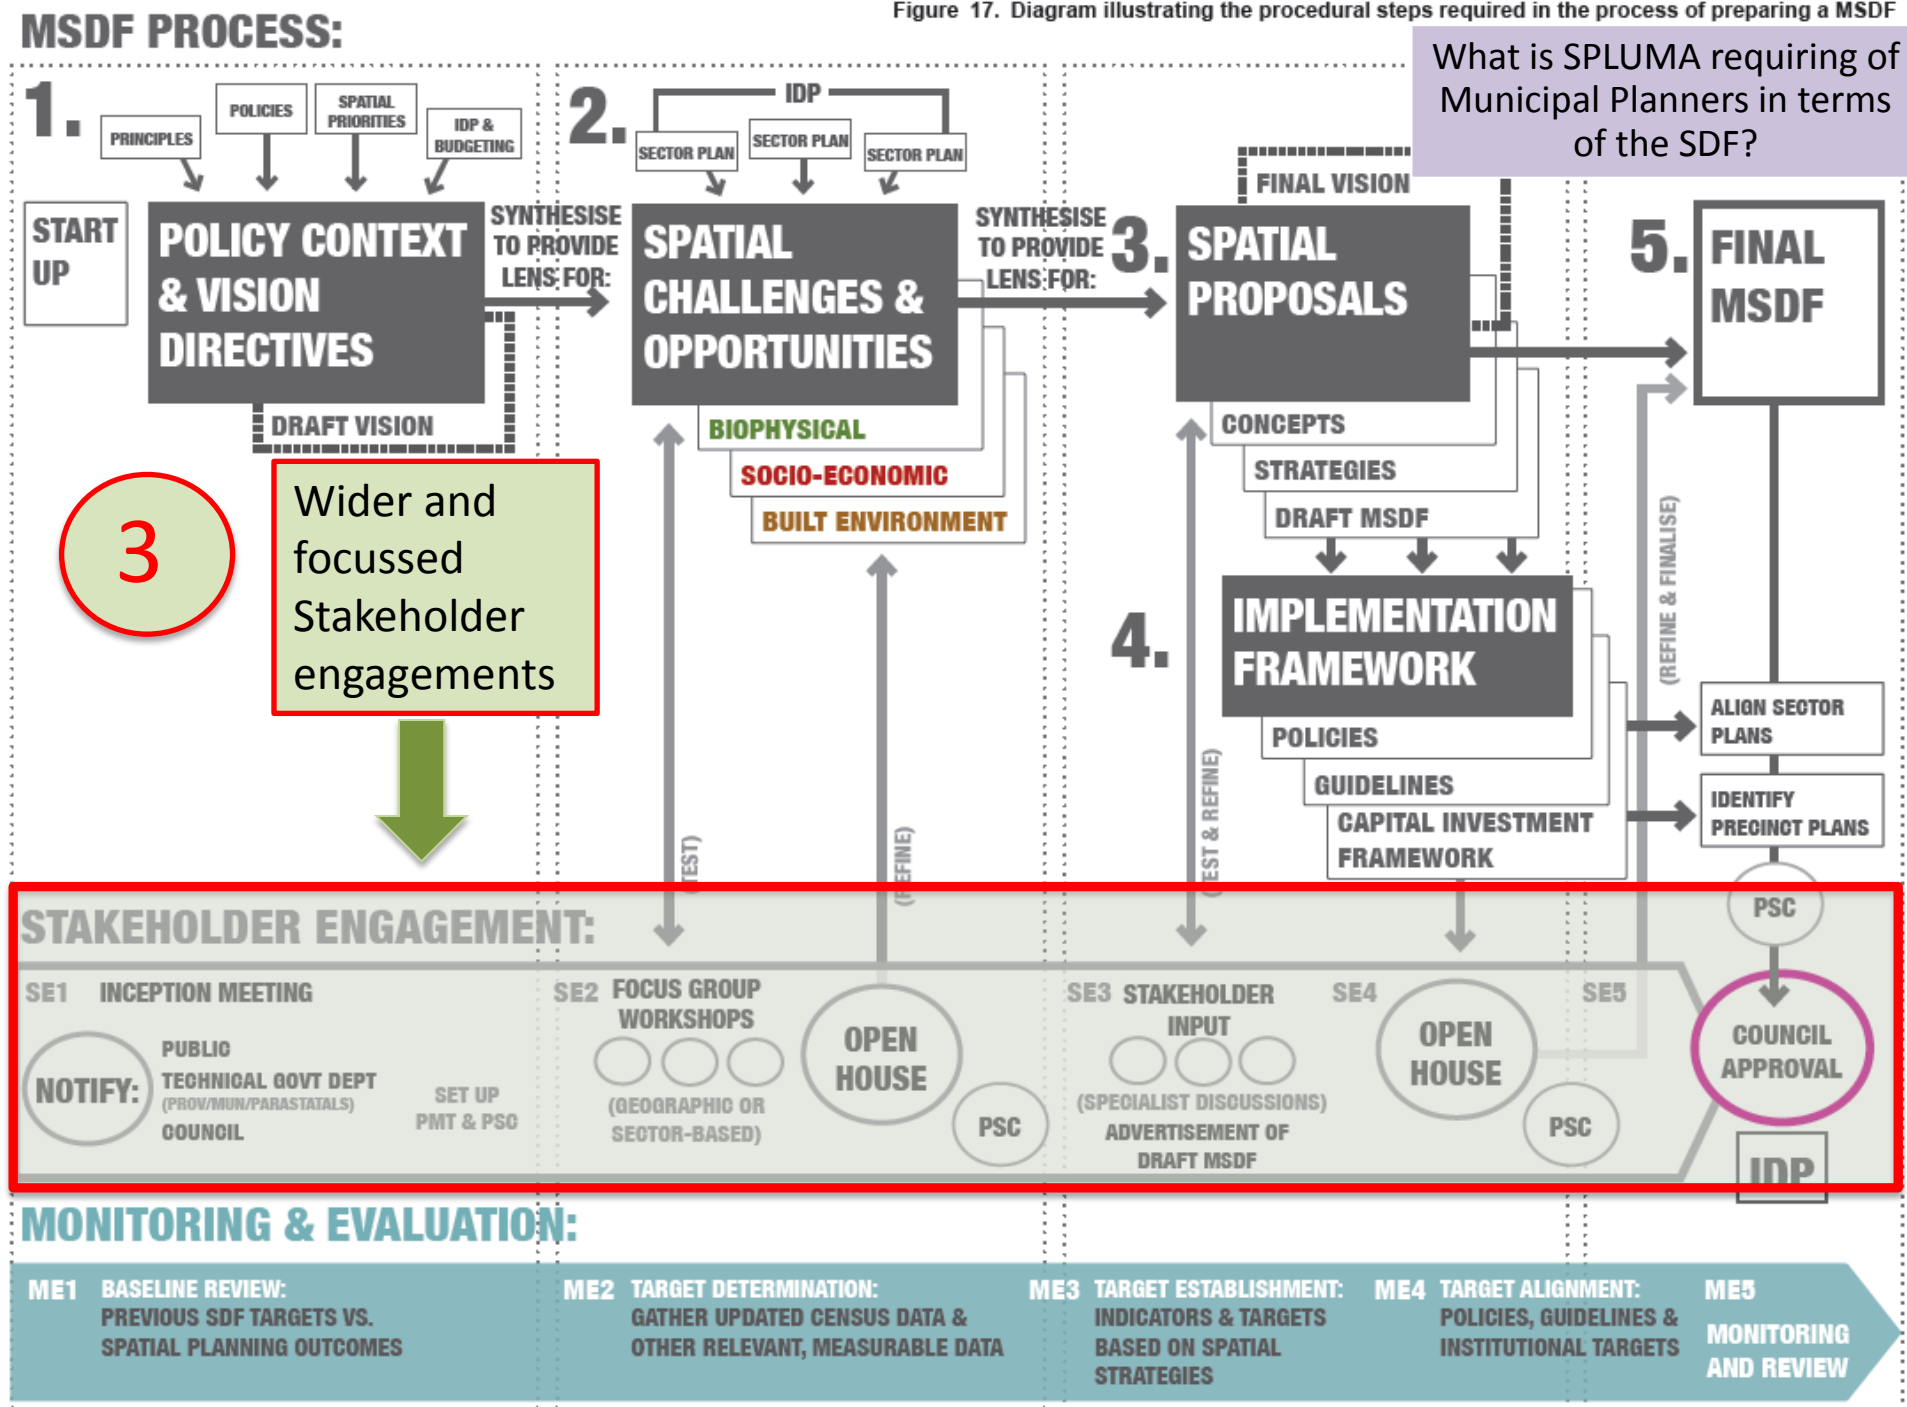 Figure 17. Diagram illustrating the procedural steps required in the process of preparing a MSDF
MSDF PROCESS:
What is SPLUMA requiring of
Municipal Planners in terms
of the SDF?
1.
PRINCIPLES
POLICIES
SPATIAL
PRIORITIES
IDP &
BUDGETING
START
UP
POLICY CONTEXT
& VISION
DIRECTIVES
DRAFT VISION
SYNTHESISE
TO PROVIDE
LENS FOR:
2.
IDP
SECTOR PLAN
SECTOR PLAN
SECTOR PLAN
SPATIAL
CHALLENGES &
OPPORTUNITIES
BIOPHYSICAL
SOCIO-ECONOMIC
BUILT ENVIRONMENT
SYNTHESISE
TO PROVIDE
LENS FOR:
3.
FINAL VISION
SPATIAL
PROPOSALS
CONCEPTS
STRATEGIES
DRAFT MSDF
4.
IMPLEMENTATION
FRAMEWORK
POLICIES
GUIDELINES
CAPITAL INVESTMENT
FRAMEWORK
5.
FINAL
MSDF
(REFINE & FINALISE)
ALIGN SECTOR
PLANS
IDENTIFY
PRECINCT PLANS
PSC
3
Wider and
focussed
Stakeholder
engagements
(TEST)
(REFINE)
(TEST & REFINE)
STAKEHOLDER ENGAGEMENT:
SE1 INCEPTION MEETING
NOTIFY:
PUBLIC
TECHNICAL GOVT DEPT
(PROV/MUN/PARASTATALS)
COUNCIL
SET UP
PMT & PSC
SE2 FOCUS GROUP
WORKSHOPS
(GEOGRAPHIC OR
SECTOR-BASED)
OPEN
HOUSE
PSC
SE3 STAKEHOLDER
INPUT
(SPECIALIST DISCUSSIONS)
ADVERTISEMENT OF
DRAFT MSDF
SE4
OPEN
HOUSE
PSC
SE5
COUNCIL
APPROVAL
IDP
MONITORING & EVALUATION:
ME1 BASELINE REVIEW:
PREVIOUS SDF TARGETS VS.
SPATIAL PLANNING OUTCOMES
ME2 TARGET DETERMINATION:
GATHER UPDATED CENSUS DATA &
OTHER RELEVANT, MEASURABLE DATA
ME3 TARGET ESTABLISHMENT:
INDICATORS & TARGETS
BASED ON SPATIAL
STRATEGIES
ME4 TARGET ALIGNMENT:
POLICIES, GUIDELINES &
INSTITUTIONAL TARGETS
ME5
MONITORING
AND REVIEW